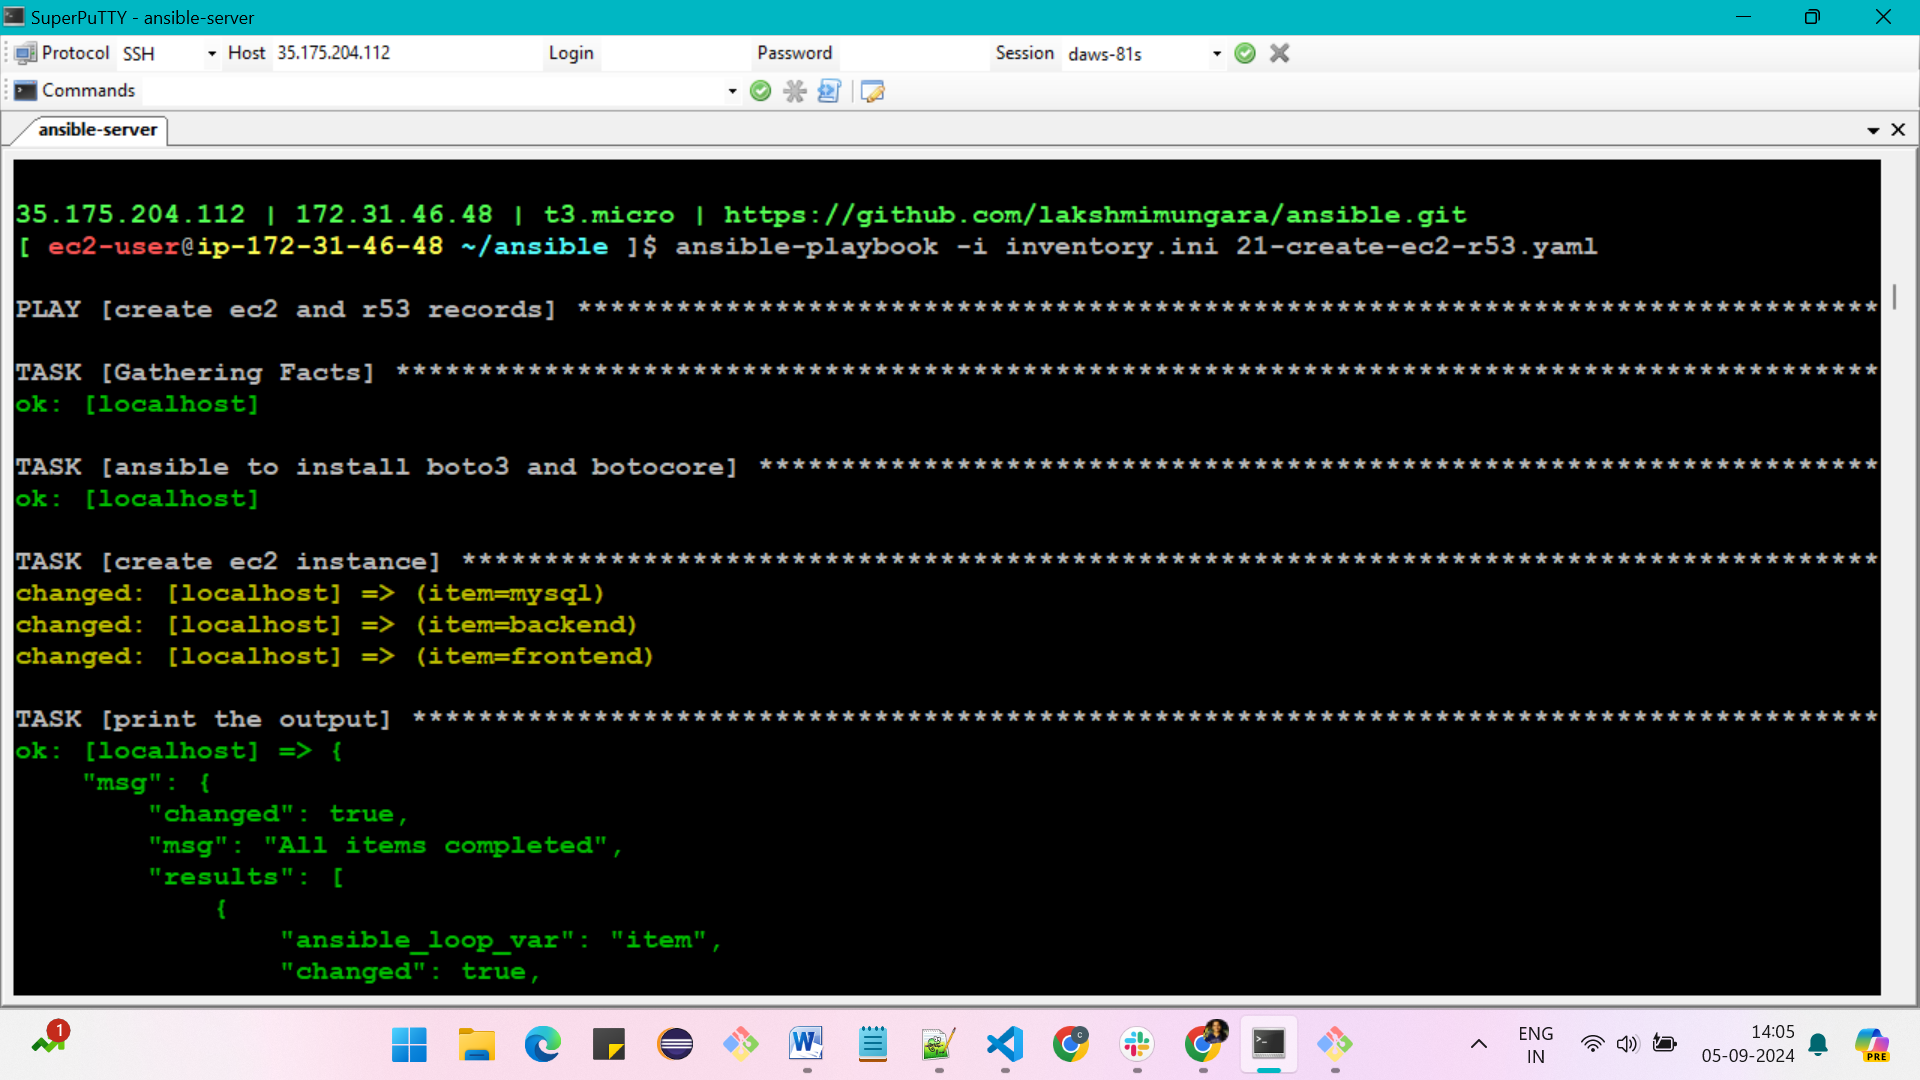 SuperPuTTY - ansible-server
Protocol SSH Host 35.175.204.112 Login Password Session daws-81s
Commands
ansible-server
35.175.204.112 | 172.31.46.48 | t3.micro | https://github.com/lakshmimungara/ansible.git
[ ec2-user@ip-172-31-46-48 ~/ansible ]$ ansible-playbook -i inventory.ini 21-create-ec2-r53.yaml
PLAY [create ec2 and r53 records] *******************************************************************************
TASK [Gathering Facts] ******************************************************************************************
ok: [localhost]
TASK [ansible to install boto3 and botocore] ********************************************************************
ok: [localhost]
TASK [create ec2 instance] **************************************************************************************
changed: [localhost] => (item=mysql)
changed: [localhost] => (item=backend)
changed: [localhost] => (item=frontend)
TASK [print the output] *****************************************************************************************
ok: [localhost] => {
"msg": {
"changed": true,
"msg": "All items completed",
"results": [
{
"ansible_loop_var": "item",
"changed": true,
1
ENG
IN
14:05
05-09-2024
PRE